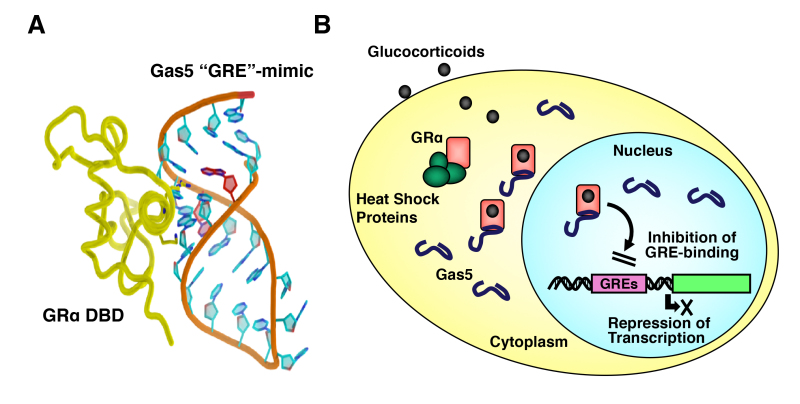 A
B
Gas5 “GRE”-mimic
GRα DBD
Glucocorticoids
GRα
Heat Shock
Proteins
Gas5
Cytoplasm
Nucleus
Inhibition of
GRE-binding
GREs
X
Repression of
Transcription